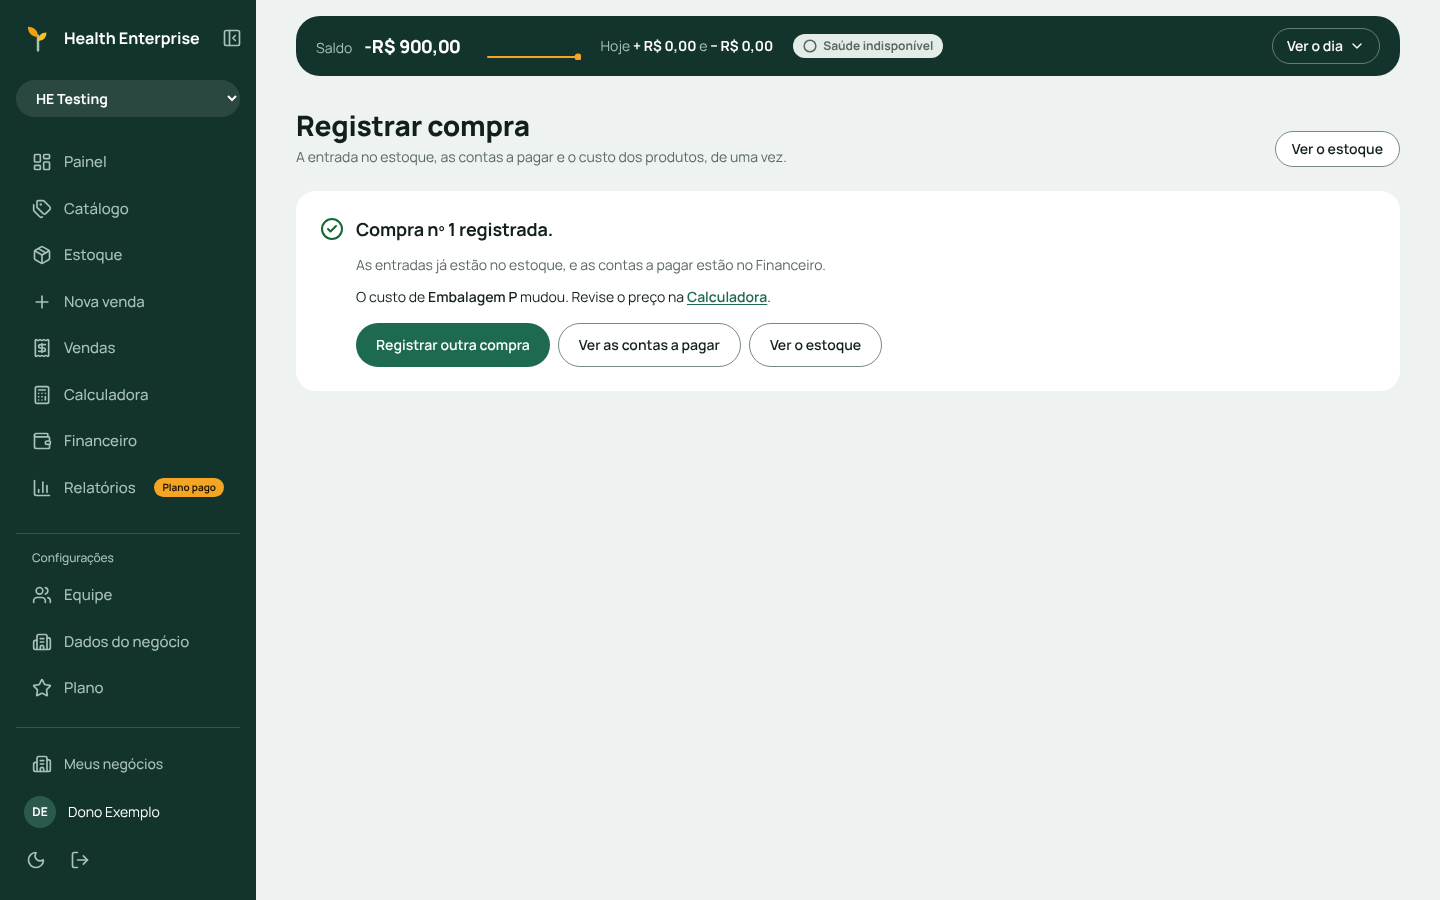 Health Enterprise
HE Testing
Painel
Catálogo
Estoque
Nova venda
Vendas
Calculadora
Financeiro
Relatórios Plano pago
Configurações
Equipe
Dados do negócio
Plano
Meus negócios
DE Dono Exemplo
Saldo -R$ 900,00 Hoje + R$ 0,00 e − R$ 0,00 Saúde indisponível Ver o dia
Registrar compra
A entrada no estoque, as contas a pagar e o custo dos produtos, de uma vez.
Ver o estoque
Compra nº 1 registrada.
As entradas já estão no estoque, e as contas a pagar estão no Financeiro.
O custo de Embalagem P mudou. Revise o preço na Calculadora.
Registrar outra compra Ver as contas a pagar Ver o estoque